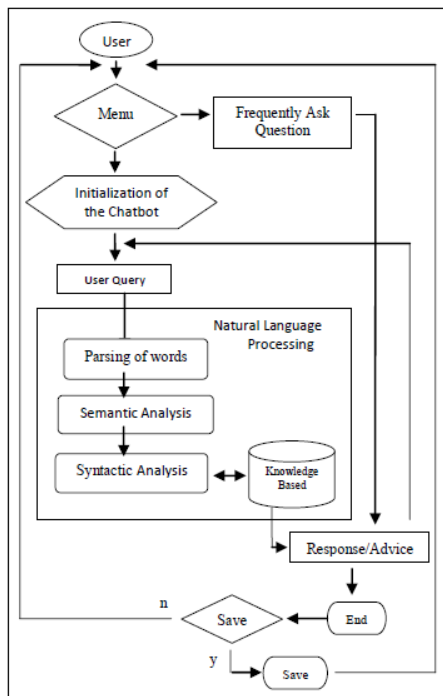 User
Menu
Frequently Ask
Question
Initialization of
the Chatbot
User Query
Natural Language
Processing
Parsing of words
Semantic Analysis
Syntactic Analysis
Knowledge
Based
Response/Advice
n
Save
End
y
Save